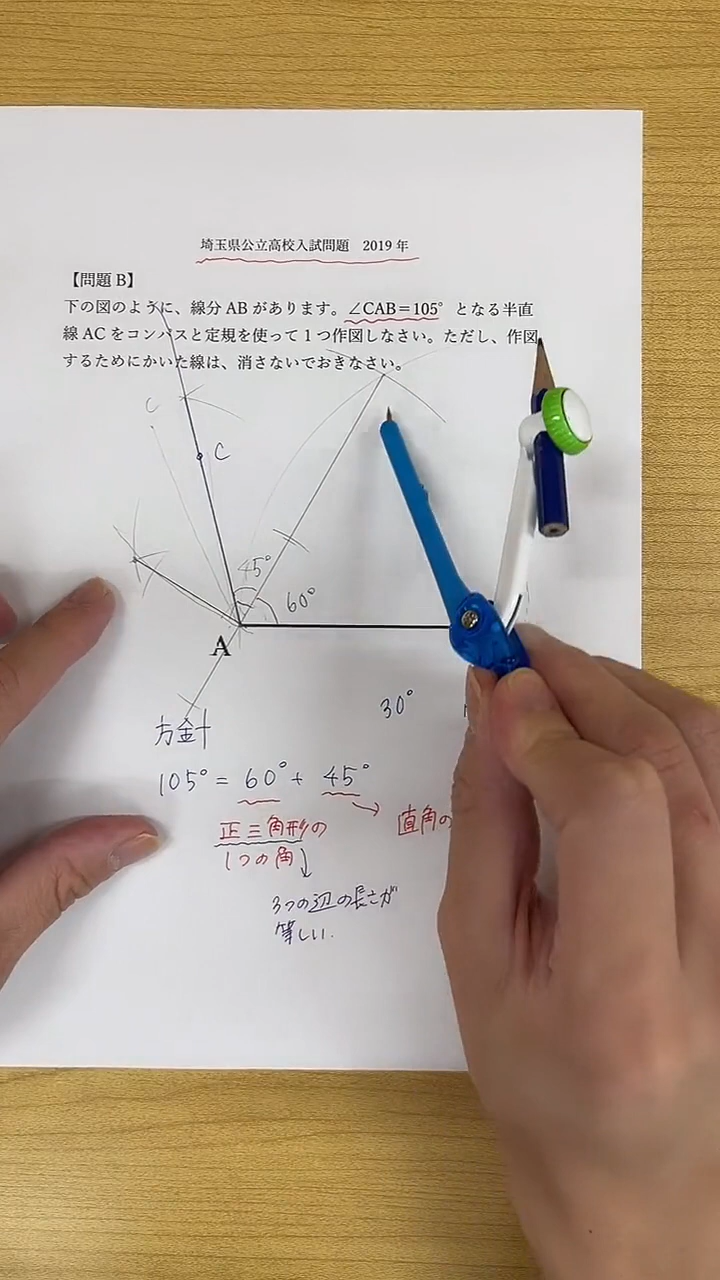 埼玉県公立高校入試問題 2019年
【問題B】
下の図のように、線分ABがあります。∠CAB=105°となる半直
線ACをコンパスと定規を使って1つ作図しなさい。ただし、作図
するためにかいた線は、消さないでおきなさい。
C
C
45°
60°
A
30°
方針
105° = 60° + 45°
正三角形の
直角の
1つの角
3つの辺の長さが
等しい.